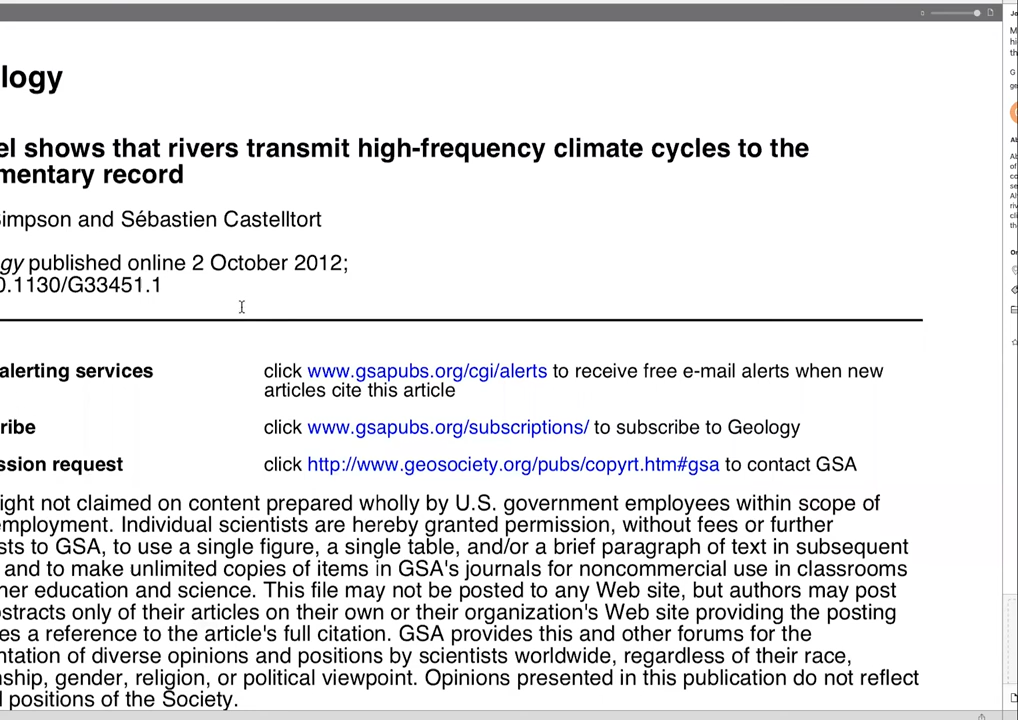 logy
el shows that rivers transmit high-frequency climate cycles to the
mentary record
Simpson and Sébastien Castelltort
gy published online 2 October 2012;
0.1130/G33451.1
alerting services
click www.gsapubs.org/cgi/alerts to receive free e-mail alerts when new
articles cite this article
ribe
click www.gsapubs.org/subscriptions/ to subscribe to Geology
ssion request
click http://www.geosociety.org/pubs/copyrt.htm#gsa to contact GSA
ight not claimed on content prepared wholly by U.S. government employees within scope of
employment. Individual scientists are hereby granted permission, without fees or further
sts to GSA, to use a single figure, a single table, and/or a brief paragraph of text in subsequent
and to make unlimited copies of items in GSA's journals for noncommercial use in classrooms
her education and science. This file may not be posted to any Web site, but authors may post
bstracts only of their articles on their own or their organization's Web site providing the posting
es a reference to the article's full citation. GSA provides this and other forums for the
ntation of diverse opinions and positions by scientists worldwide, regardless of their race,
nship, gender, religion, or political viewpoint. Opinions presented in this publication do not reflect
l positions of the Society.